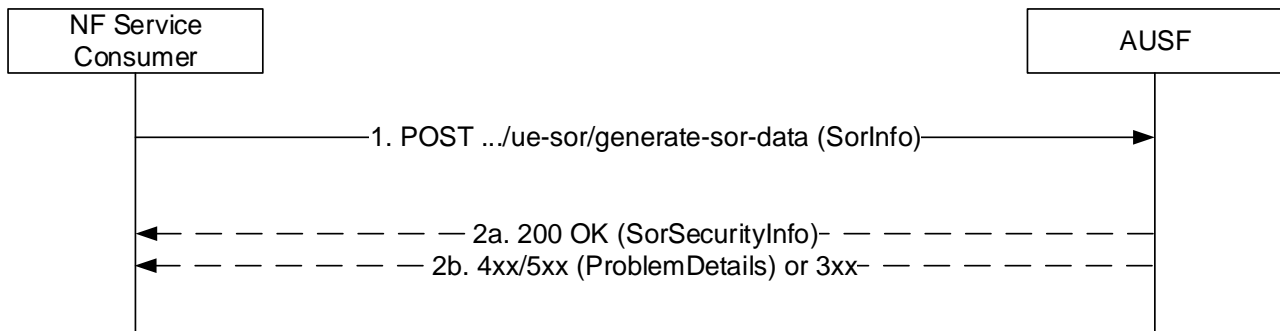 NF Service
Consumer
AUSF
1. POST .../ue-sor/generate-sor-data (SorInfo)
2a. 200 OK (SorSecurityInfo)
2b. 4xx/5xx (ProblemDetails) or 3xx